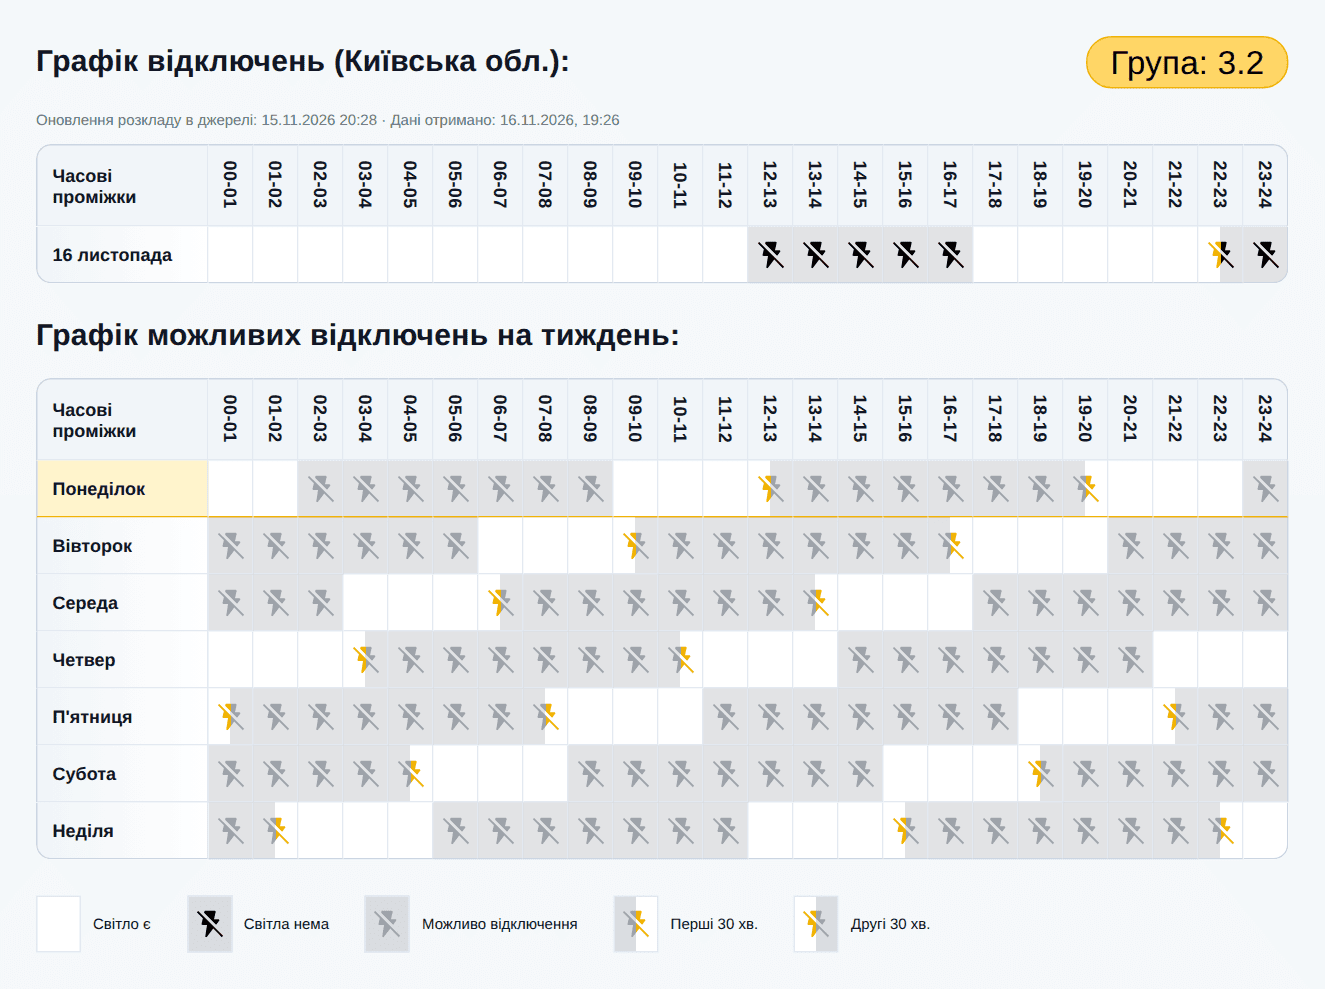 Графік відключень (Київська обл.):
Група: 3.2
Оновлення розкладу в джерелі: 15.11.2026 20:28 · Дані отримано: 16.11.2026, 19:26
Часові проміжки 00-01 01-02 02-03 03-04 04-05 05-06 06-07 07-08 08-09 09-10 10-11 11-12 12-13 13-14 14-15 15-16 16-17 17-18 18-19 19-20 20-21 21-22 22-23 23-24
16 листопада
Графік можливих відключень на тиждень:
Часові проміжки 00-01 01-02 02-03 03-04 04-05 05-06 06-07 07-08 08-09 09-10 10-11 11-12 12-13 13-14 14-15 15-16 16-17 17-18 18-19 19-20 20-21 21-22 22-23 23-24
Понеділок
Вівторок
Середа
Четвер
П'ятниця
Субота
Неділя
Світло є Світла нема Можливо відключення Перші 30 хв. Другі 30 хв.